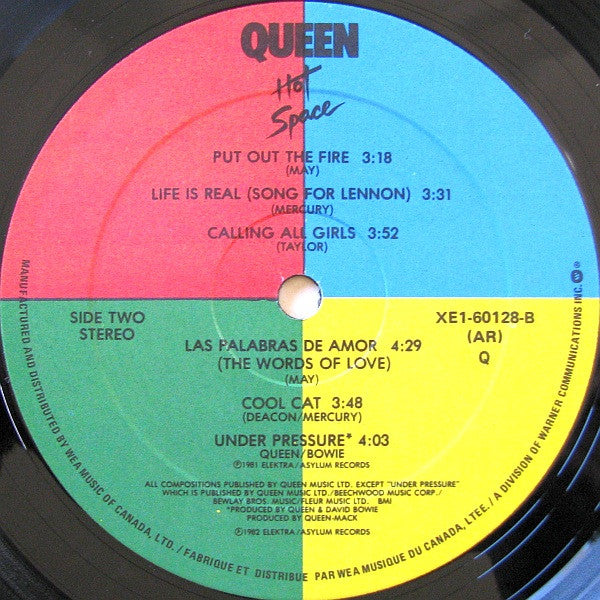 QUEEN
Hot
Space
PUT OUT THE FIRE 3:18
(MAY)
LIFE IS REAL (SONG FOR LENNON) 3:31
(MERCURY)
CALLING ALL GIRLS 3:52
(TAYLOR)
SIDE TWO
STEREO
XE1-60128-B
(AR)
Q
LAS PALABRAS DE AMOR 4:29
(THE WORDS OF LOVE)
(MAY)
COOL CAT 3:48
(DEACON/MERCURY)
UNDER PRESSURE* 4:03
QUEEN/BOWIE
℗1981 ELEKTRA/ASYLUM RECORDS
ALL COMPOSITIONS PUBLISHED BY QUEEN MUSIC LTD. EXCEPT "UNDER PRESSURE"
WHICH IS PUBLISHED BY QUEEN MUSIC LTD./BEECHWOOD MUSIC CORP./
BEWLAY BROS. MUSIC/FLEUR MUSIC LTD. BMI
*PRODUCED BY QUEEN & DAVID BOWIE
PRODUCED BY QUEEN-MACK
℗1982 ELEKTRA/ASYLUM RECORDS
MANUFACTURED AND DISTRIBUTED BY WEA MUSIC OF CANADA, LTD./FABRIQUE ET DISTRIBUE PAR WEA MUSIQUE DU CANADA, LTEE./A DIVISION OF WARNER COMMUNICATIONS INC.